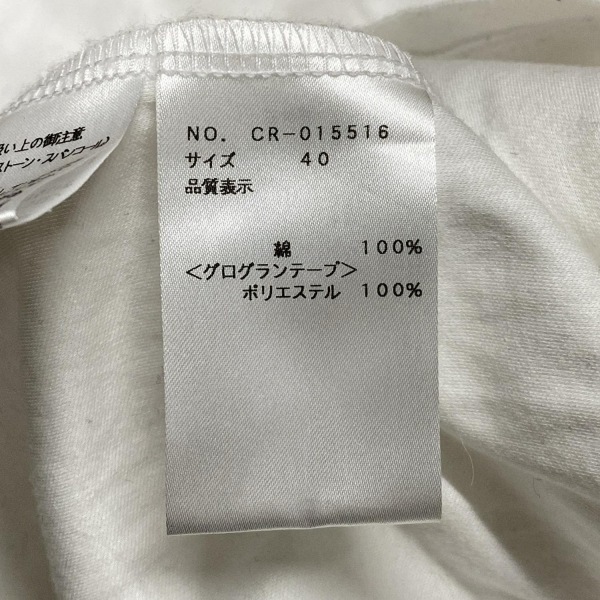 NO. CR-015516
サイズ 40
品質表示
綿 100%
<グログランテープ>
ポリエステル 100%
い上の御注意
ストーン・スパンコール)